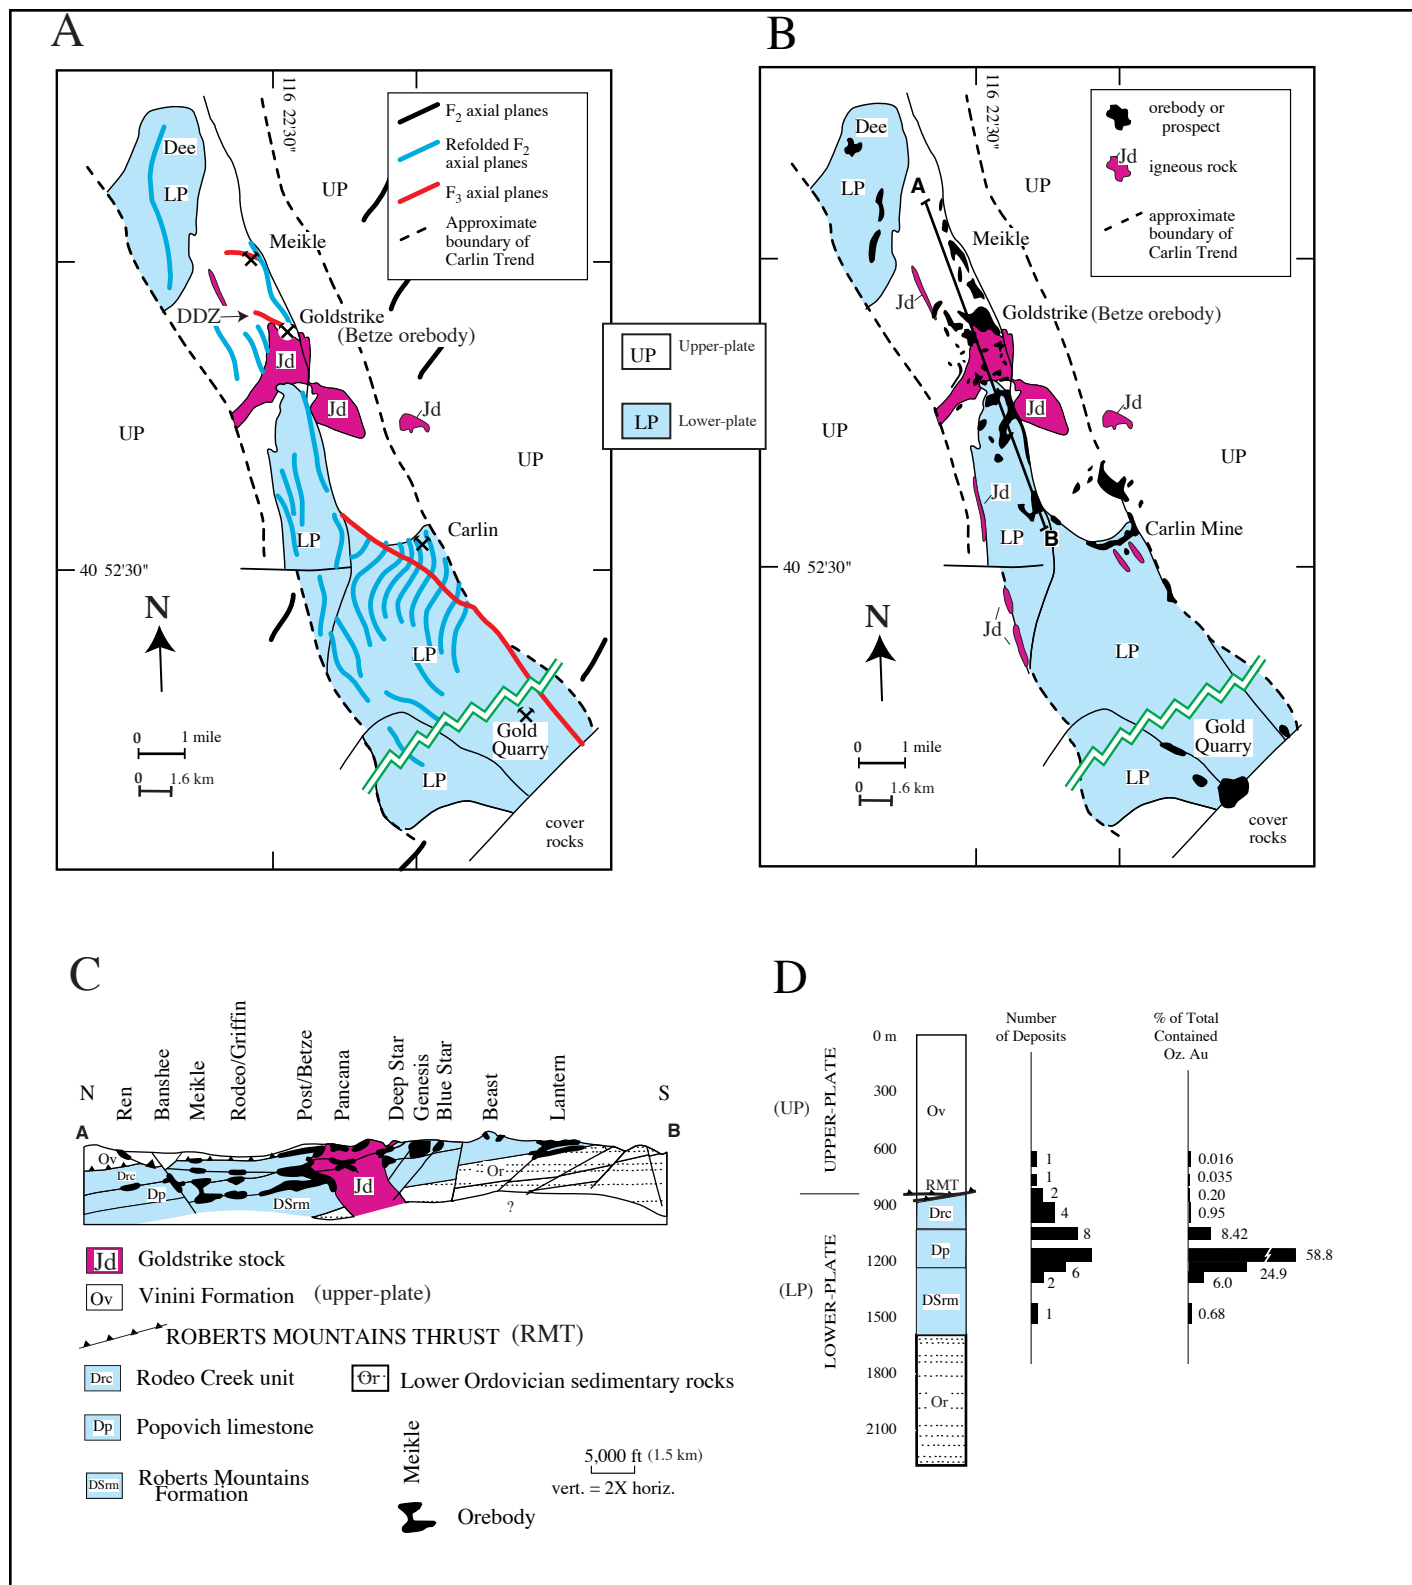 A
116 22'30"
F2 axial planes
Refolded F2
axial planes
F3 axial planes
Approximate
boundary of
Carlin Trend
Dee
LP
UP
Meikle
DDZ
Goldstrike
(Betze orebody)
Jd
Jd
Jd
UP
UP
Carlin
LP
40 52'30"
N
LP
0 1 mile
0 1.6 km
Gold
Quarry
LP
cover
rocks
UP Upper-plate
LP Lower-plate
B
116 22'30"
orebody or
prospect
Jd
igneous rock
approximate
boundary of
Carlin Trend
Dee
LP
A
UP
Meikle
Jd
Goldstrike (Betze orebody)
Jd
Jd
UP
UP
Jd
LP
B
Carlin Mine
40 52'30"
N
Jd
LP
0 1 mile
0 1.6 km
Gold
Quarry
LP
cover
rocks
C
N
Ren
Banshee
Meikle
Rodeo/Griffin
Post/Betze
Pancana
Deep Star
Genesis
Blue Star
Beast
Lantern
S
A
B
Ov
Drc
Dp
DSrm
Jd
Or
?
Jd Goldstrike stock
Ov Vinini Formation (upper-plate)
ROBERTS MOUNTAINS THRUST (RMT)
Drc Rodeo Creek unit
Or Lower Ordovician sedimentary rocks
Dp Popovich limestone
DSrm Roberts Mountains
Formation
Meikle
Orebody
5,000 ft (1.5 km)
vert. = 2X horiz.
D
Number
of Deposits
% of Total
Contained
Oz. Au
0 m
300
600
900
1200
1500
1800
2100
(UP)
UPPER-PLATE
(LP)
LOWER-PLATE
Ov
RMT
Drc
Dp
DSrm
Or
1
1
2
4
8
6
2
1
0.016
0.035
0.20
0.95
8.42
58.8
24.9
6.0
0.68